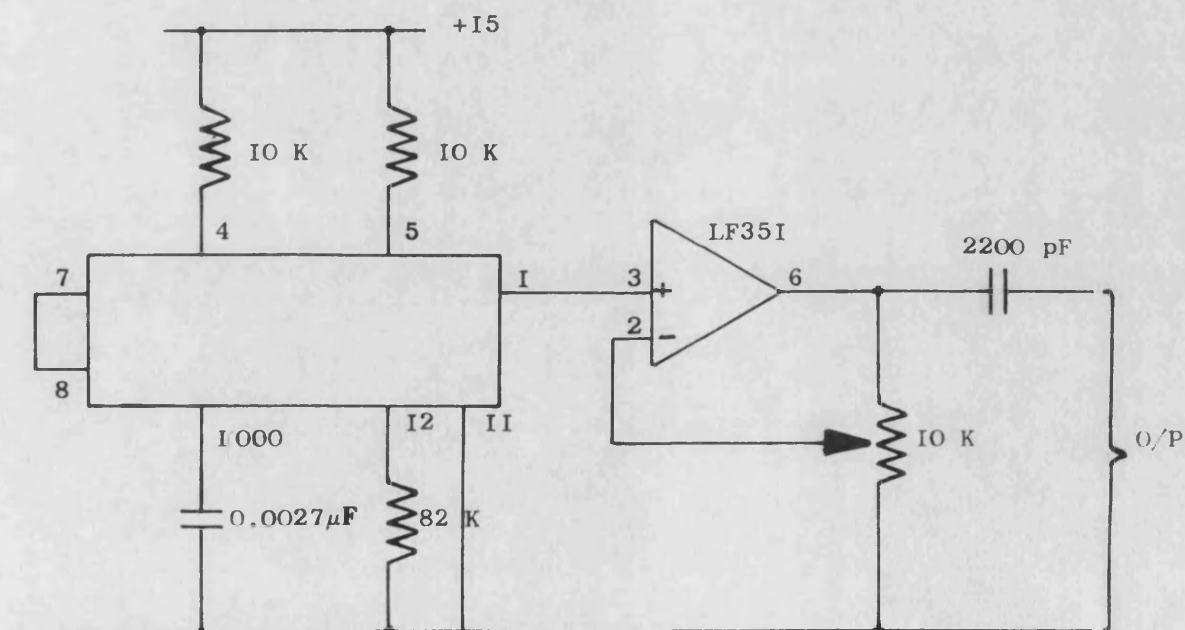 +I5
IO K
IO K
4
5
LF35I
2200 pF
7
I
3
6
+
2
-
8
I000
I2
II
IO K
O/P
0.0027μF
82 K